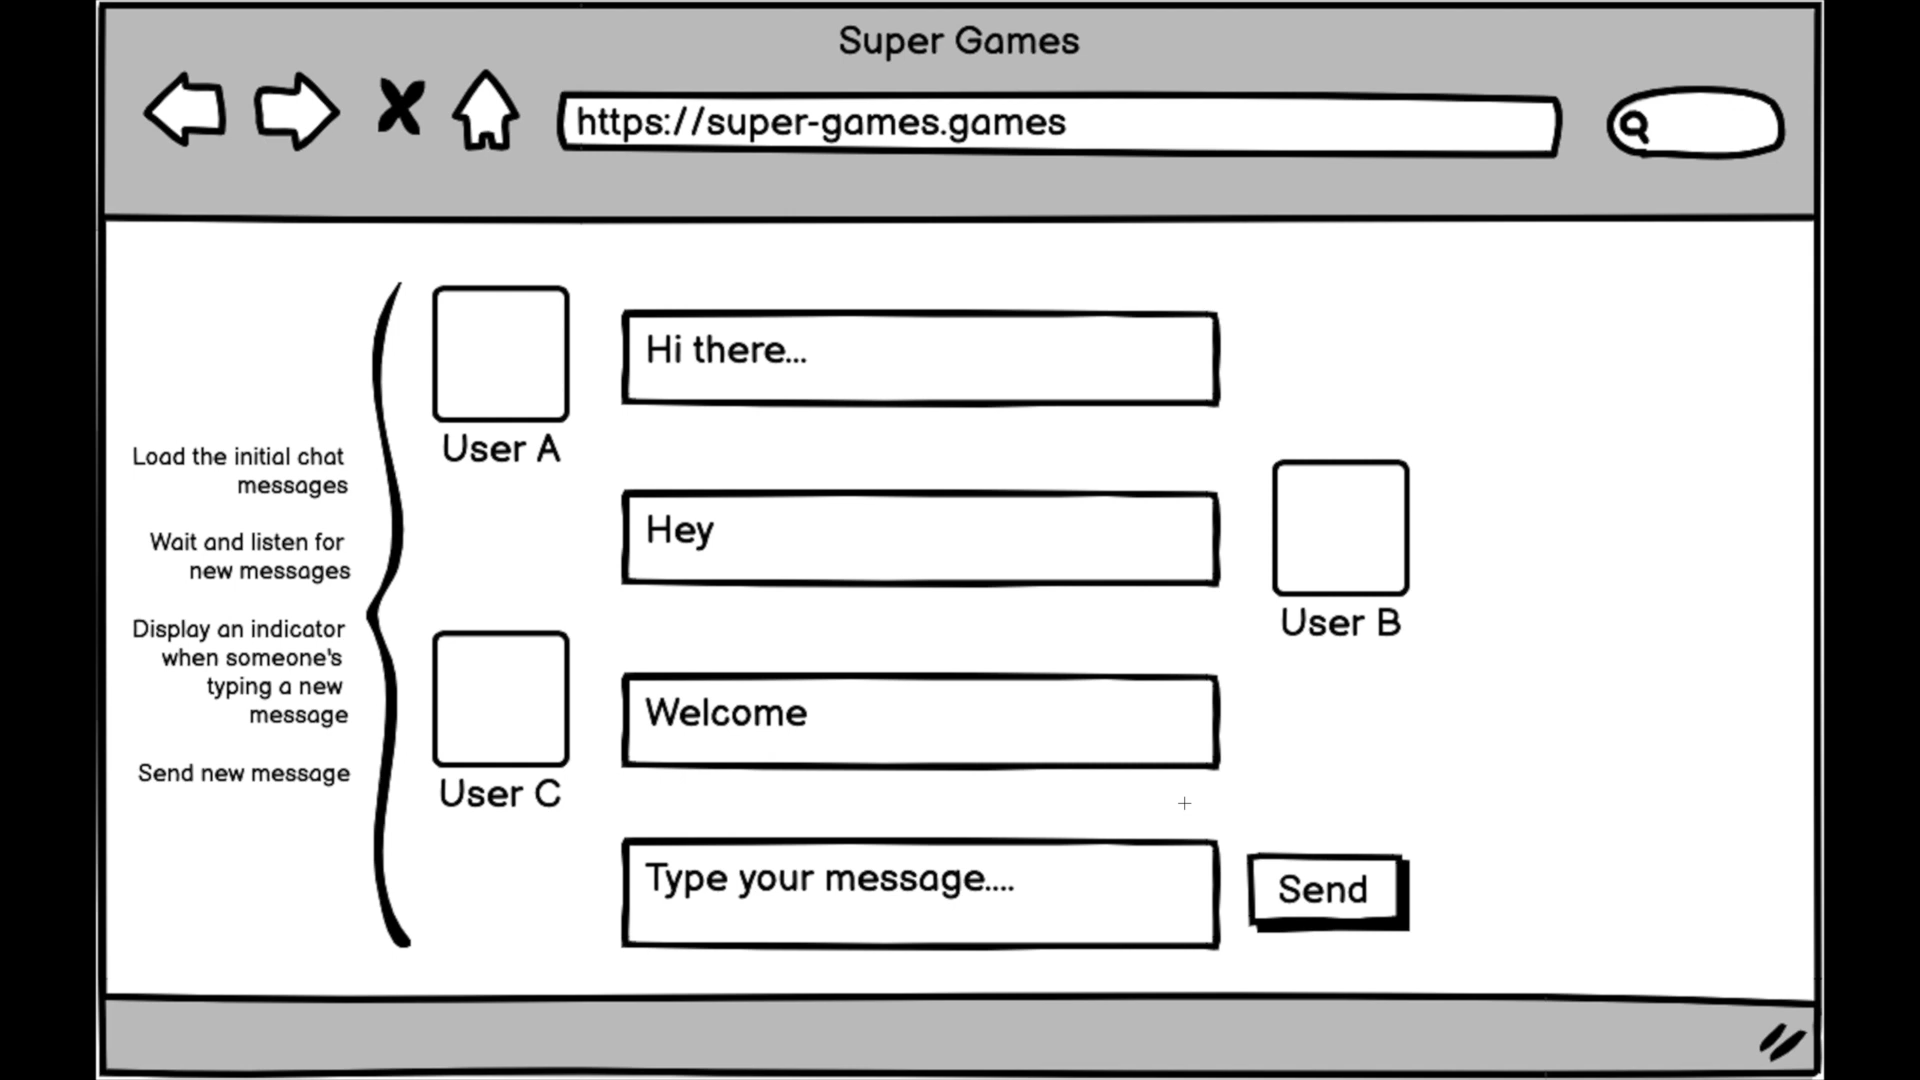 Super Games
https://super-games.games
Load the initial chat
messages
Wait and listen for
new messages
Display an indicator
when someone's
typing a new
message
Send new message
User A
Hi there...
Hey
User B
User C
Welcome
Type your message....
Send